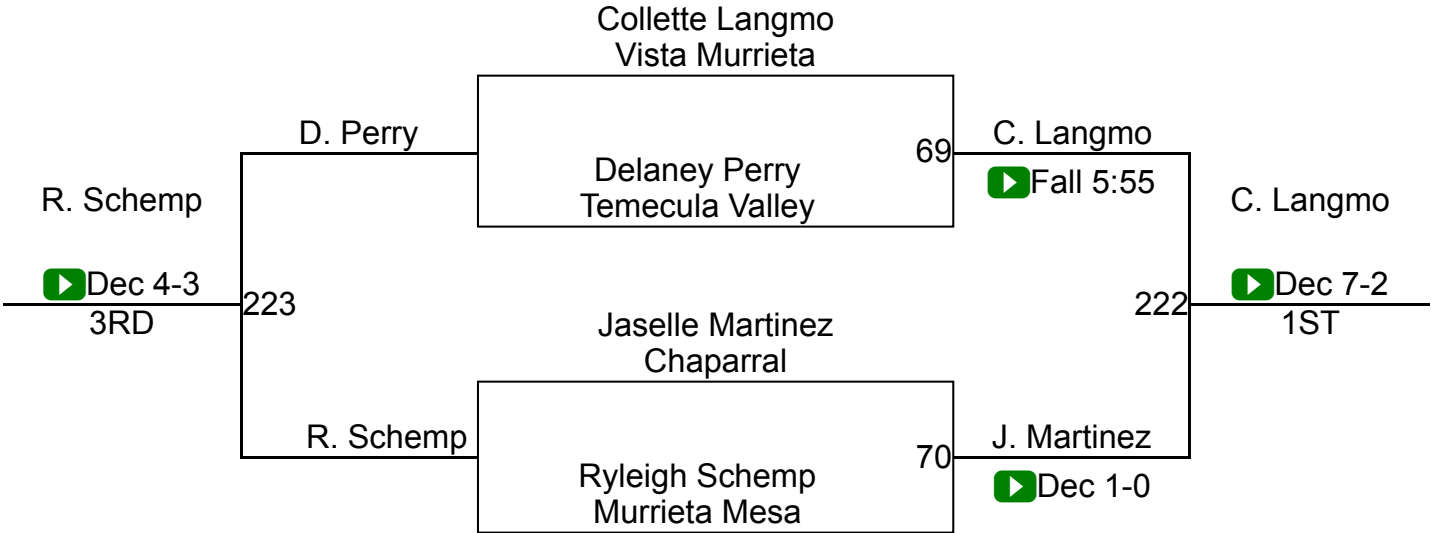 Collette Langmo
Vista Murrieta
D. Perry
69
C. Langmo
Delaney Perry
Temecula Valley
Fall 5:55
R. Schemp
C. Langmo
Dec 4-3
3RD
223
222
Dec 7-2
1ST
Jaselle Martinez
Chaparral
R. Schemp
70
J. Martinez
Ryleigh Schemp
Murrieta Mesa
Dec 1-0